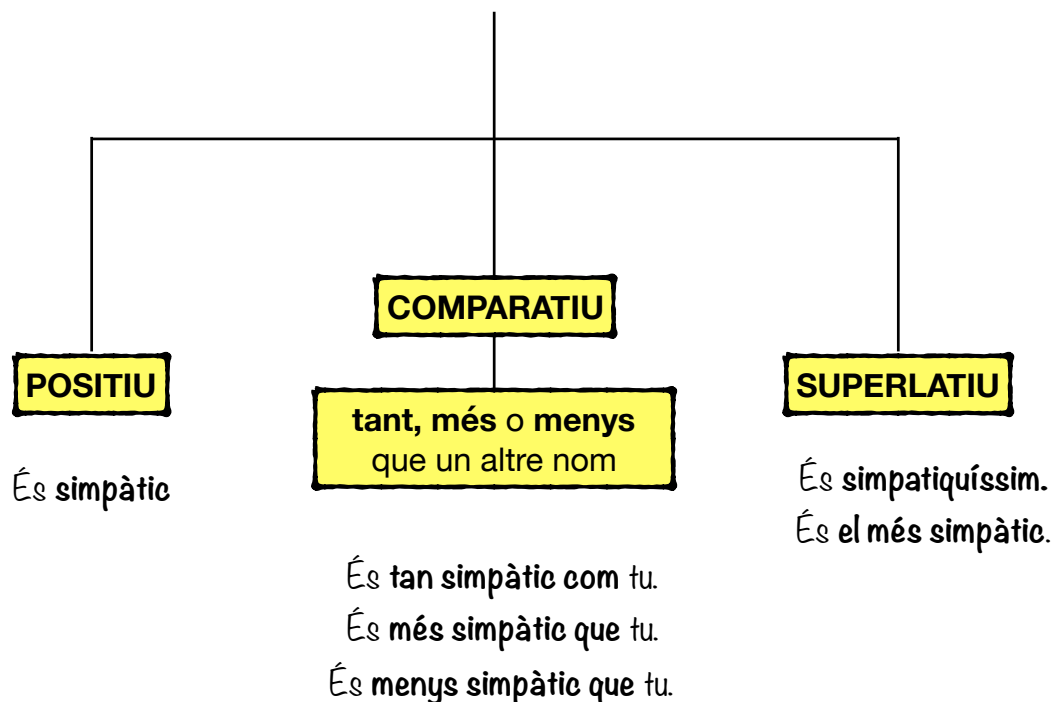 COMPARATIU
POSITIU
SUPERLATIU
tant, més o menys
que un altre nom
És simpàtic
És simpatiquíssim.
És el més simpàtic.
És tan simpàtic com tu.
És més simpàtic que tu.
És menys simpàtic que tu.